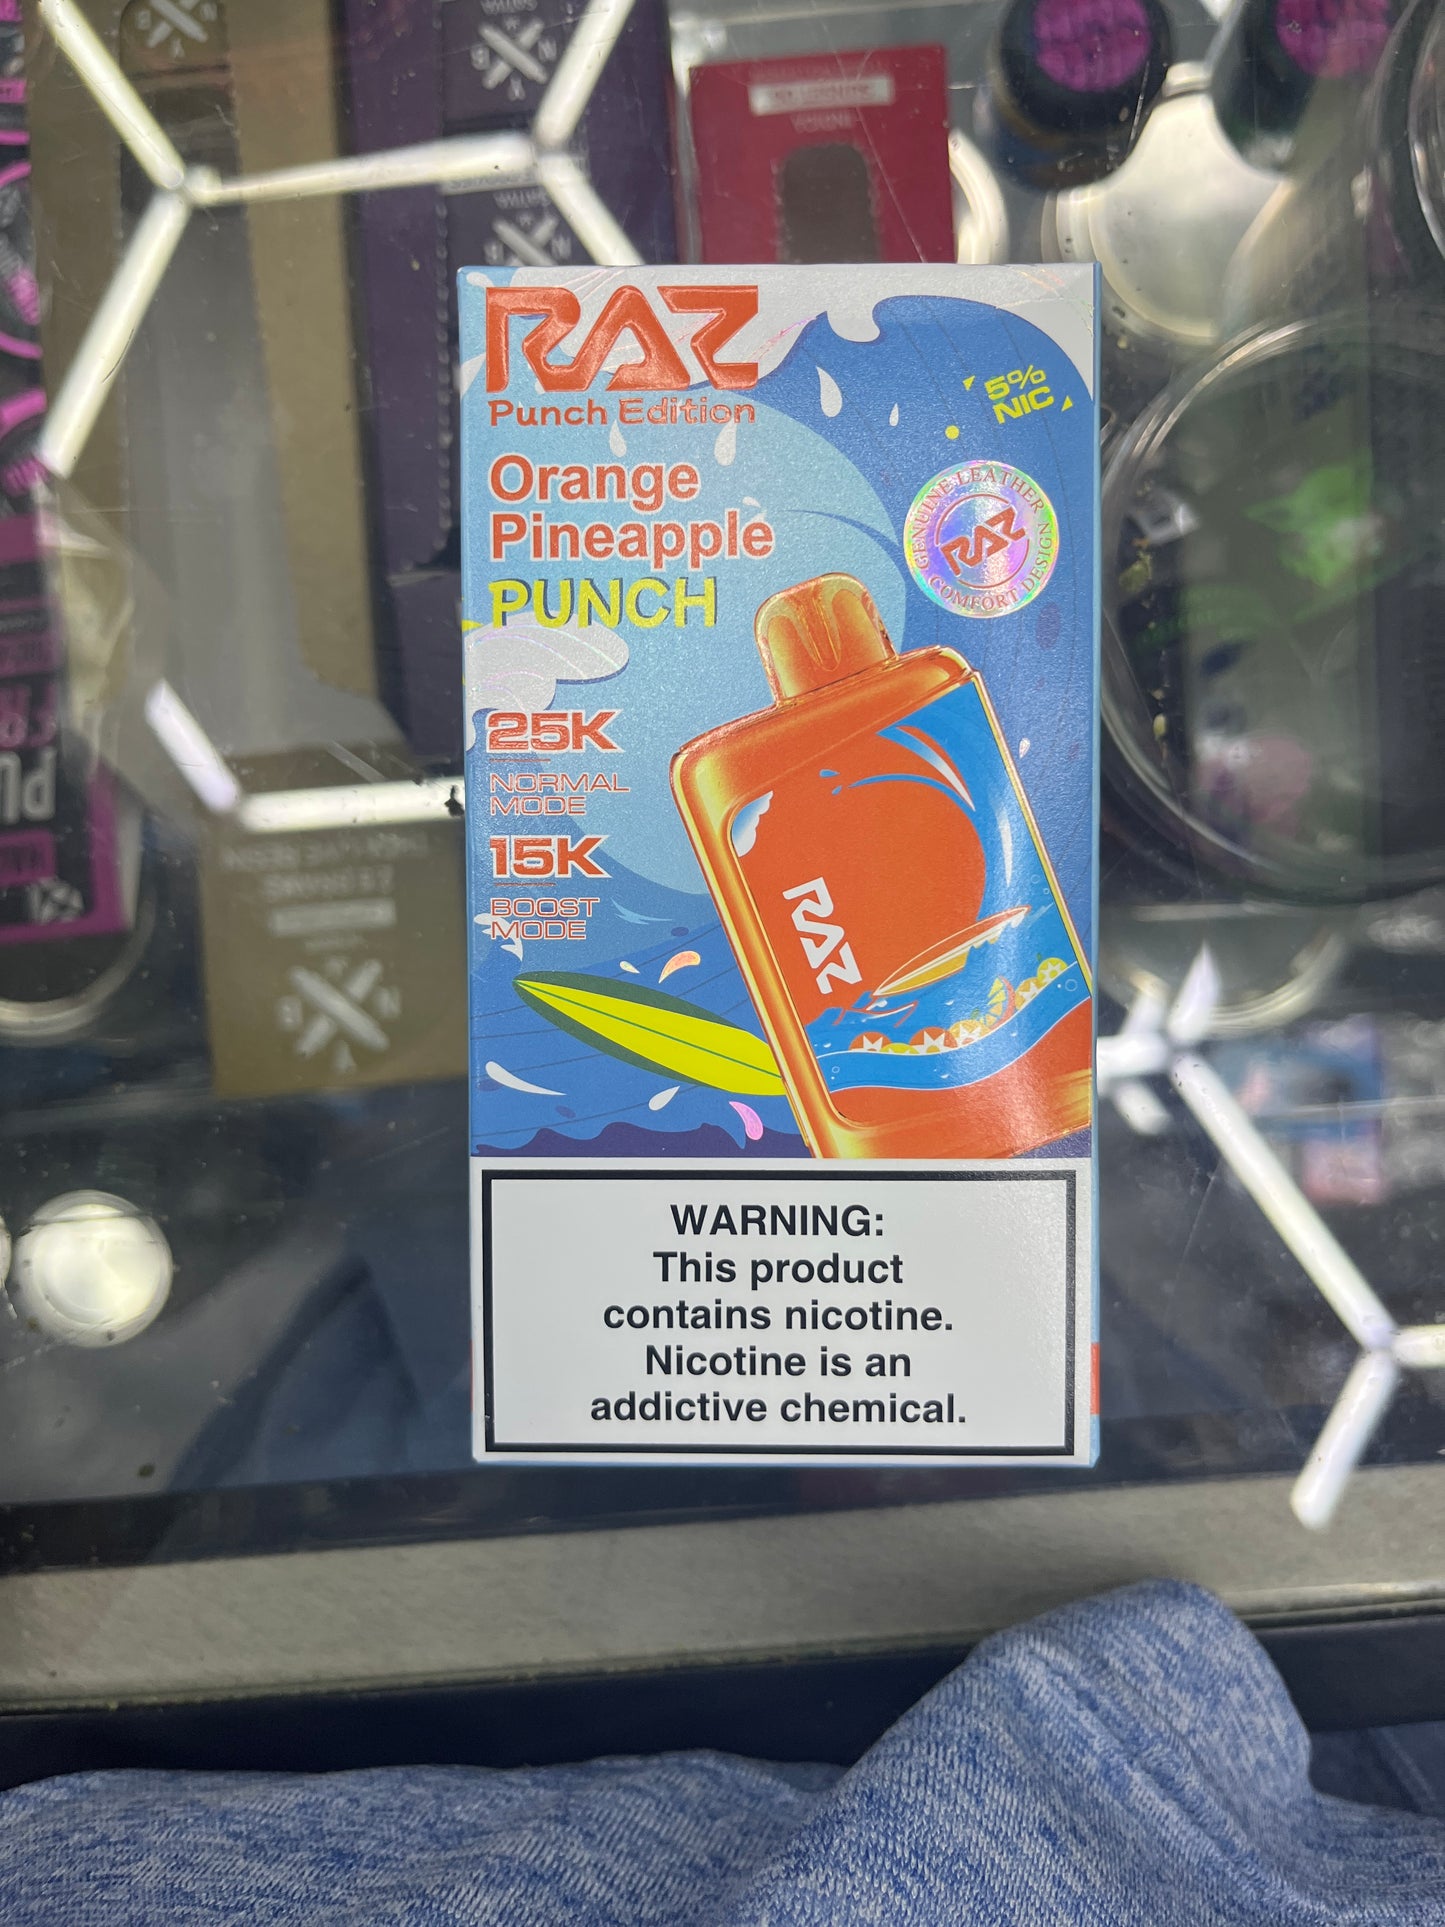 RAZ
Punch Edition
5%
NIC
Orange
Pineapple
PUNCH
GENUINE LEATHER
RAZ
COMFORT DESIGN
25K
NORMAL
MODE
15K
BOOST
MODE
RAZ
WARNING:
This product
contains nicotine.
Nicotine is an
addictive chemical.